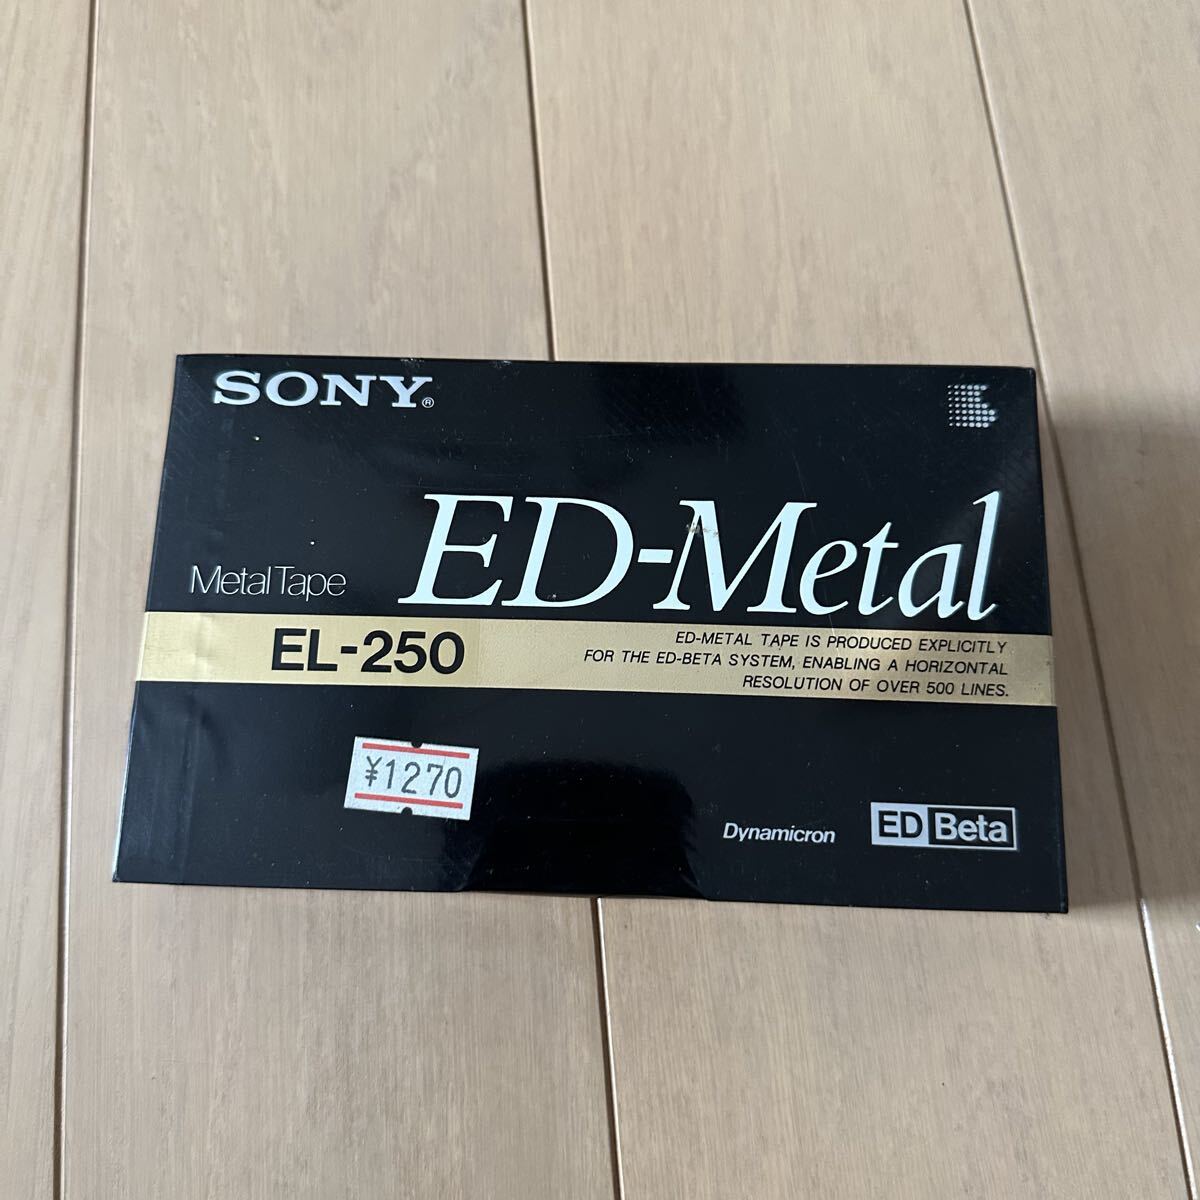 SONY®
ED-Metal
Metal Tape
EL-250
ED-METAL TAPE IS PRODUCED EXPLICITLY
FOR THE ED-BETA SYSTEM, ENABLING A HORIZONTAL
RESOLUTION OF OVER 500 LINES.
¥1270
Dynamicron
ED Beta